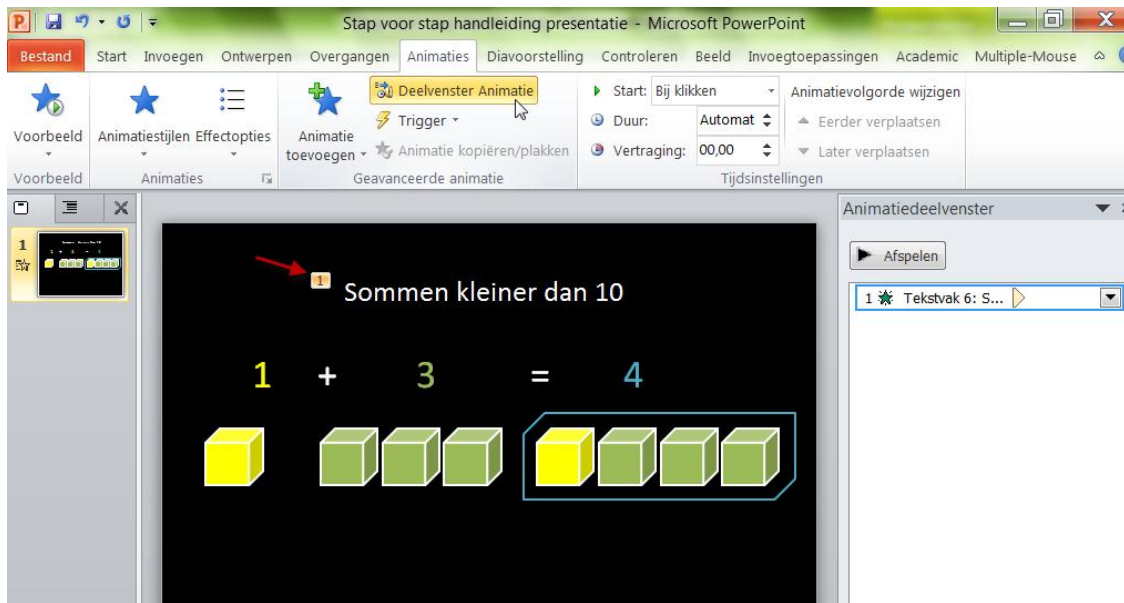 Stap voor stap handleiding presentatie - Microsoft PowerPoint
Bestand Start Invoegen Ontwerpen Overgangen Animaties Diavoorstelling Controleren Beeld Invoegtoepassingen Academic Multiple-Mouse
Voorbeeld
Animatiestijlen
Effectopties
Animatie
toevoegen
Deelvenster Animatie
Trigger
Animatie kopiëren/plakken
Start: Bij klikken
Duur: Automat
Vertraging: 00,00
Animatievolgorde wijzigen
Eerder verplaatsen
Later verplaatsen
Voorbeeld Animaties Geavanceerde animatie Tijdsinstellingen
1
Animatiedeelvenster
Afspelen
1 Tekstvak 6: S...
1
Sommen kleiner dan 10
1 + 3 = 4